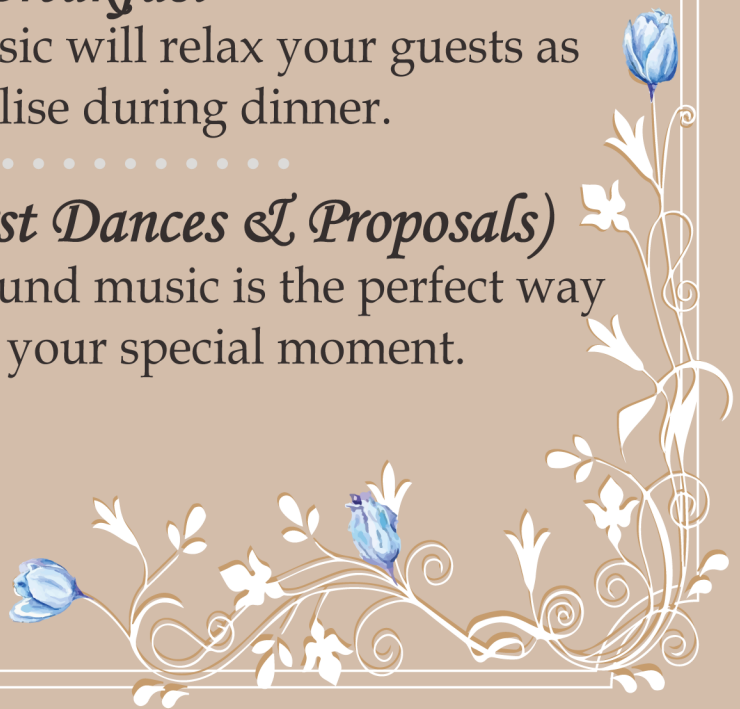 sic will relax your guests as
lise during dinner.
st Dances & Proposals)
und music is the perfect way
your special moment.